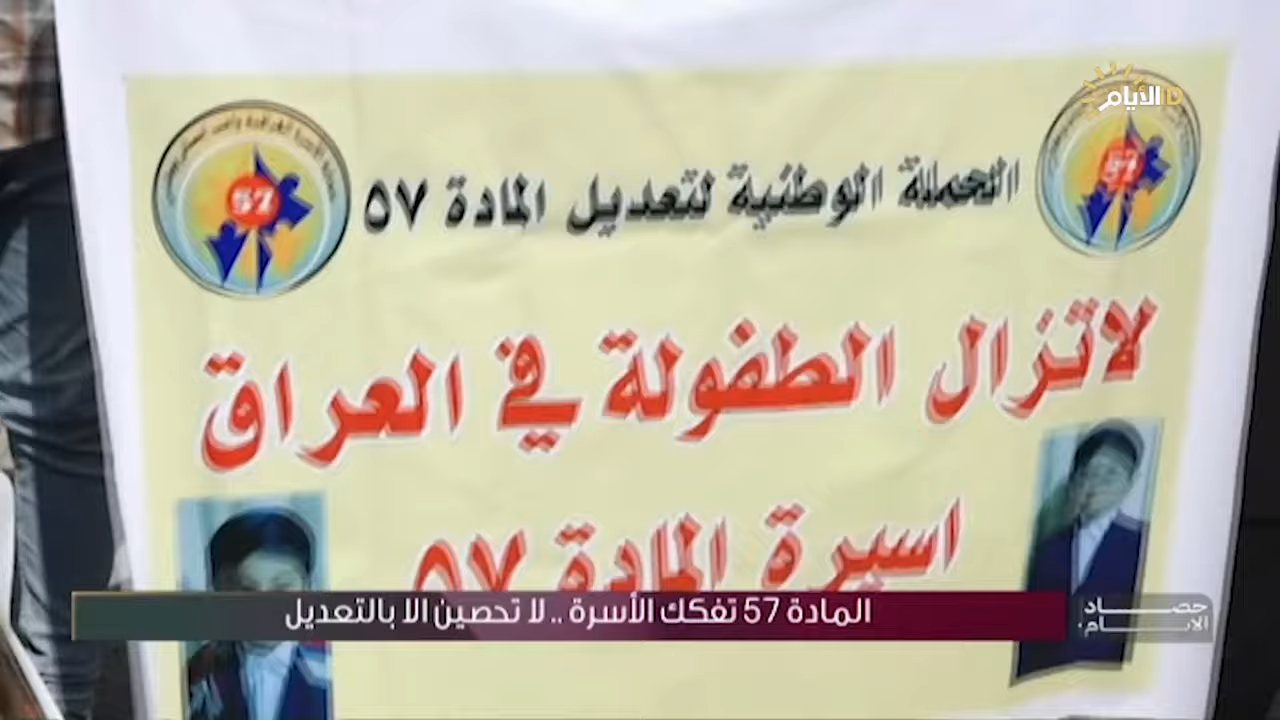 الأيام
57
57
الحملة الوطنية لتعديل المادة ٥٧
لاتزال الطفولة في العراق
اسيرة المادة ٥٧
المادة 57 تفكك الأسرة .. لا تحصين الا بالتعديل
حصاد
الايام